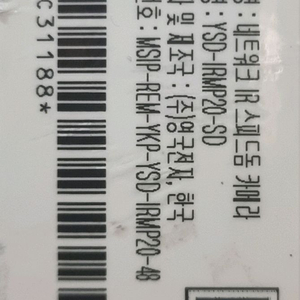 명: 네트워크 IR 스피드 돔 카메라
명: YSD-IRMP20-SD
및 제조국: (주)영국전자, 한국
호: MSIP-REM-YKP-YSD-IRMP20-48
C31188*